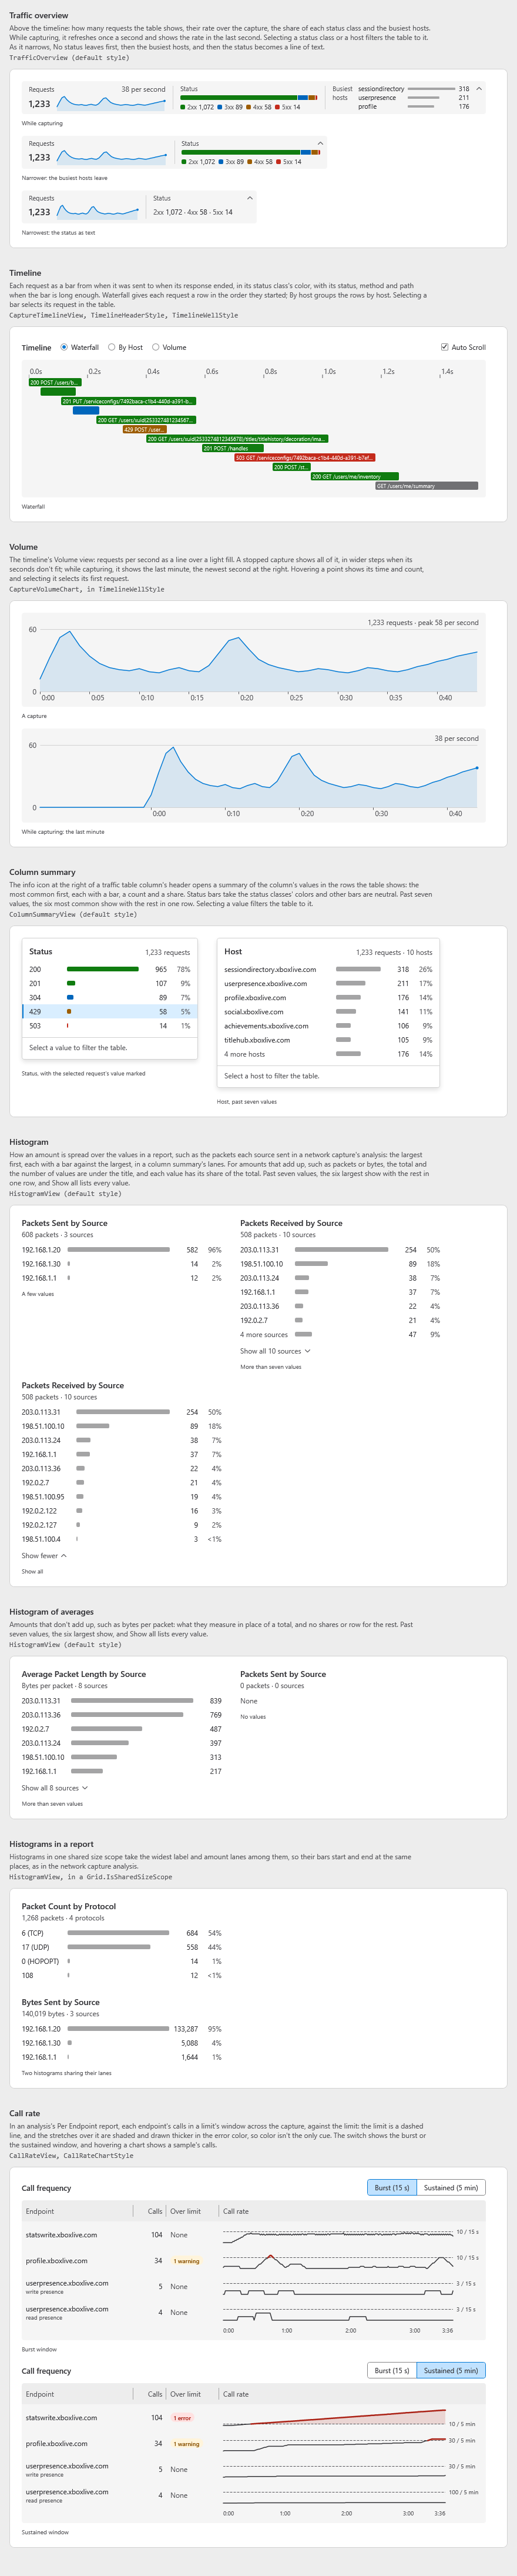 Traffic overview
Above the timeline: how many requests the table shows, their rate over the capture, the share of each status class and the busiest hosts.
While capturing, it refreshes once a second and shows the rate in the last second. Selecting a status class or a host filters the table to it.
As it narrows, No status leaves first, then the busiest hosts, and then the status becomes a line of text.
TrafficOverview (default style)
Requests 38 per second Status Busiest hosts sessiondirectory 318
1,233 userpresence 211
2xx 1,072 3xx 89 4xx 58 5xx 14 profile 176
While capturing
Requests Status
1,233
2xx 1,072 3xx 89 4xx 58 5xx 14
Narrower: the busiest hosts leave
Requests Status
1,233 2xx 1,072 · 4xx 58 · 5xx 14
Narrowest: the status as text
Timeline
Each request as a bar from when it was sent to when its response ended, in its status class's color, with its status, method and path
when the bar is long enough. Waterfall gives each request a row in the order they started; By host groups the rows by host. Selecting a
bar selects its request in the table.
CaptureTimelineView, TimelineHeaderStyle, TimelineWellStyle
Timeline Waterfall By Host Volume Auto Scroll
0.0s 0.2s 0.4s 0.6s 0.8s 1.0s 1.2s 1.4s
200 POST /users/b...
201 PUT /serviceconfigs/7492baca-c1b4-440d-a391-b...
200 GET /users/xuid(253327481234567...
429 POST /user...
200 GET /users/xuid(2533274812345678)/titles/titlehistory/decoration/ima...
201 POST /handles
503 GET /serviceconfigs/7492baca-c1b4-440d-a391-b7ef...
200 POST /st...
200 GET /users/me/inventory
GET /users/me/summary
Waterfall
Volume
The timeline's Volume view: requests per second as a line over a light fill. A stopped capture shows all of it, in wider steps when its
seconds don't fit; while capturing, it shows the last minute, the newest second at the right. Hovering a point shows its time and count,
and selecting it selects its first request.
CaptureVolumeChart, in TimelineWellStyle
1,233 requests · peak 58 per second
60
0
0:00 0:05 0:10 0:15 0:20 0:25 0:30 0:35 0:40
A capture
38 per second
60
0
0:00 0:10 0:20 0:30 0:40
While capturing: the last minute
Column summary
The info icon at the right of a traffic table column's header opens a summary of the column's values in the rows the table shows: the
most common first, each with a bar, a count and a share. Status bars take the status classes' colors and other bars are neutral. Past seven
values, the six most common show with the rest in one row. Selecting a value filters the table to it.
ColumnSummaryView (default style)
Status 1,233 requests
200 965 78%
201 107 9%
304 89 7%
429 58 5%
503 14 1%
Select a value to filter the table.
Status, with the selected request's value marked
Host 1,233 requests · 10 hosts
sessiondirectory.xboxlive.com 318 26%
userpresence.xboxlive.com 211 17%
profile.xboxlive.com 176 14%
social.xboxlive.com 141 11%
achievements.xboxlive.com 106 9%
titlehub.xboxlive.com 105 9%
4 more hosts 176 14%
Select a host to filter the table.
Host, past seven values
Histogram
How an amount is spread over the values in a report, such as the packets each source sent in a network capture's analysis: the largest
first, each with a bar against the largest, in a column summary's lanes. For amounts that add up, such as packets or bytes, the total and
the number of values are under the title, and each value has its share of the total. Past seven values, the six largest show with the rest in
one row, and Show all lists every value.
HistogramView (default style)
Packets Sent by Source
608 packets · 3 sources
192.168.1.20 582 96%
192.168.1.30 14 2%
192.168.1.1 12 2%
A few values
Packets Received by Source
508 packets · 10 sources
203.0.113.31 254 50%
198.51.100.10 89 18%
203.0.113.24 38 7%
192.168.1.1 37 7%
203.0.113.36 22 4%
192.0.2.7 21 4%
4 more sources 47 9%
Show all 10 sources
More than seven values
Packets Received by Source
508 packets · 10 sources
203.0.113.31 254 50%
198.51.100.10 89 18%
203.0.113.24 38 7%
192.168.1.1 37 7%
203.0.113.36 22 4%
192.0.2.7 21 4%
198.51.100.95 19 4%
192.0.2.122 16 3%
192.0.2.127 9 2%
198.51.100.4 3 <1%
Show fewer
Show all
Histogram of averages
Amounts that don't add up, such as bytes per packet: what they measure in place of a total, and no shares or row for the rest. Past
seven values, the six largest show, and Show all lists every value.
HistogramView (default style)
Average Packet Length by Source
Bytes per packet · 8 sources
203.0.113.31 839
203.0.113.36 769
192.0.2.7 487
203.0.113.24 397
198.51.100.10 313
192.168.1.1 217
Show all 8 sources
More than seven values
Packets Sent by Source
0 packets · 0 sources
None
No values
Histograms in a report
Histograms in one shared size scope take the widest label and amount lanes among them, so their bars start and end at the same
places, as in the network capture analysis.
HistogramView, in a Grid.IsSharedSizeScope
Packet Count by Protocol
1,268 packets · 4 protocols
6 (TCP) 684 54%
17 (UDP) 558 44%
0 (HOPOPT) 14 1%
108 12 <1%
Bytes Sent by Source
140,019 bytes · 3 sources
192.168.1.20 133,287 95%
192.168.1.30 5,088 4%
192.168.1.1 1,644 1%
Two histograms sharing their lanes
Call rate
In an analysis's Per Endpoint report, each endpoint's calls in a limit's window across the capture, against the limit: the limit is a dashed
line, and the stretches over it are shaded and drawn thicker in the error color, so color isn't the only cue. The switch shows the burst or
the sustained window, and hovering a chart shows a sample's calls.
CallRateView, CallRateChartStyle
Call frequency Burst (15 s) Sustained (5 min)
Endpoint Calls Over limit Call rate
statswrite.xboxlive.com 104 None 10 / 15 s
profile.xboxlive.com 34 1 warning 10 / 15 s
userpresence.xboxlive.com 5 None 3 / 15 s
write presence
userpresence.xboxlive.com 4 None 3 / 15 s
read presence
0:00 1:00 2:00 3:00 3:36
Burst window
Call frequency Burst (15 s) Sustained (5 min)
Endpoint Calls Over limit Call rate
statswrite.xboxlive.com 104 1 error 10 / 5 min
profile.xboxlive.com 34 1 warning 30 / 5 min
userpresence.xboxlive.com 5 None 30 / 5 min
write presence
userpresence.xboxlive.com 4 None 100 / 5 min
read presence
0:00 1:00 2:00 3:00 3:36
Sustained window